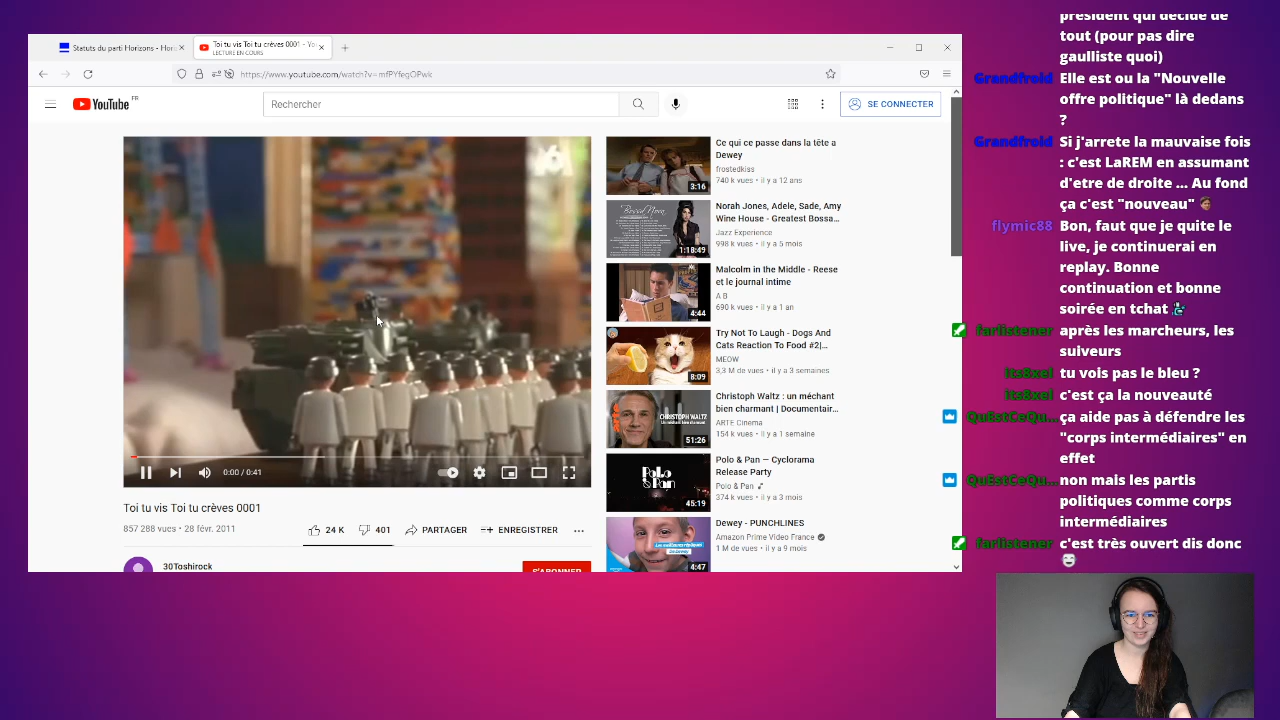 Statuts du parti Horizons - Horiz
Toi tu vis Toi tu crèves 0001 - Yo
LECTURE EN COURS
https://www.youtube.com/watch?v=mfPYfegOPwk
YouTube FR
Rechercher
SE CONNECTER
0:00 / 0:41
Toi tu vis Toi tu crèves 0001
857 288 vues • 28 févr. 2011
24 K
401
PARTAGER
ENREGISTRER
30Toshirock
S'ABONNER
Ce qui ce passe dans la tête a
Dewey
frostedkiss
740 k vues • il y a 12 ans
3:16
Norah Jones, Adele, Sade, Amy
Wine House - Greatest Bossa...
Jazz Experience
998 k vues • il y a 5 mois
Bossa Nova
1:18:49
Malcolm in the Middle - Reese
et le journal intime
A B
690 k vues • il y a 1 an
4:44
Try Not To Laugh - Dogs And
Cats Reaction To Food #2|...
MEOW
3,3 M de vues • il y a 3 semaines
8:09
Christoph Waltz : un méchant
bien charmant | Documentair...
ARTE Cinema
154 k vues • il y a 1 semaine
CHRISTOPH WALTZ
51:26
Polo & Pan — Cyclorama
Release Party
Polo & Pan
374 k vues • il y a 3 mois
POLO & PAN
45:19
Dewey - PUNCHLINES
Amazon Prime Video France
1 M de vues • il y a 9 mois
4:47
président qui décide de
tout (pour pas dire
gaulliste quoi)
Grandfroid
Elle est ou la "Nouvelle
offre politique" là dedans
?
Grandfroid
Si j'arrete la mauvaise fois
: c'est LaREM en assumant
d'etre de droite ... Au fond
ça c'est "nouveau"
flymic88
Bon, faut que je quite le
live, je continuerai en
replay. Bonne
continuation et bonne
soirée en tchat
farlistener
après les marcheurs, les
suiveurs
its8xel
tu vois pas le bleu ?
its8xel
c'est ça la nouveauté
QuEstCeQu...
ça aide pas à défendre les
"corps intermédiaires" en
effet
QuEstCeQu...
non mais les partis
politiques comme corps
intermédiaires
farlistener
c'est très ouvert dis donc